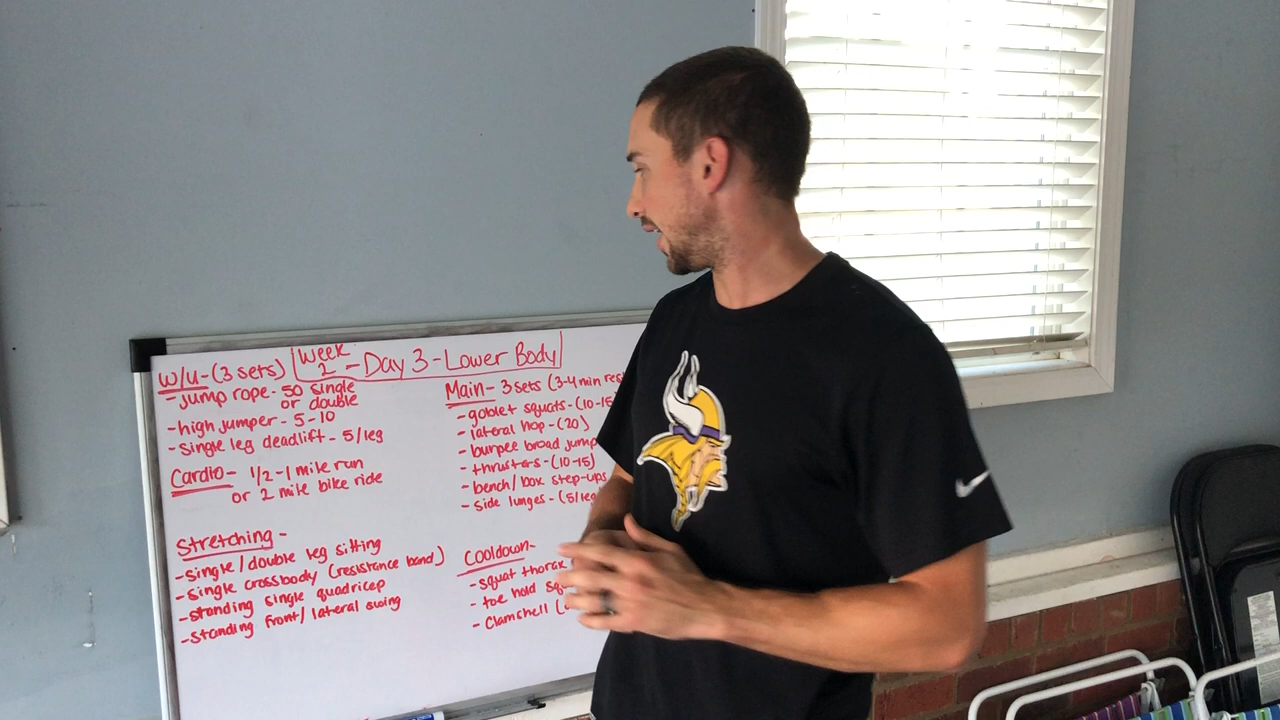 w/u-(3 sets)
Week 2 - Day 3 - Lower Body
- jump rope - 50 single
or double
- high jumper - 5-10
- single leg deadlift - 5/leg
Cardio - 1/2 - 1 mile run
or 2 mile bike ride
Stretching -
- single/double leg sitting
- single crossbody (resistance band)
- standing single quadricep
- standing front/lateral swing
Main - 3 sets (3-4 min
- goblet squats - (10-15
- lateral hop - (20)
- burpee broad jump
- thrusters - (10-15)
- bench/box step-ups
- side lunges - (5/leg
Cooldown -
- squat
- toe hold
- clamshell